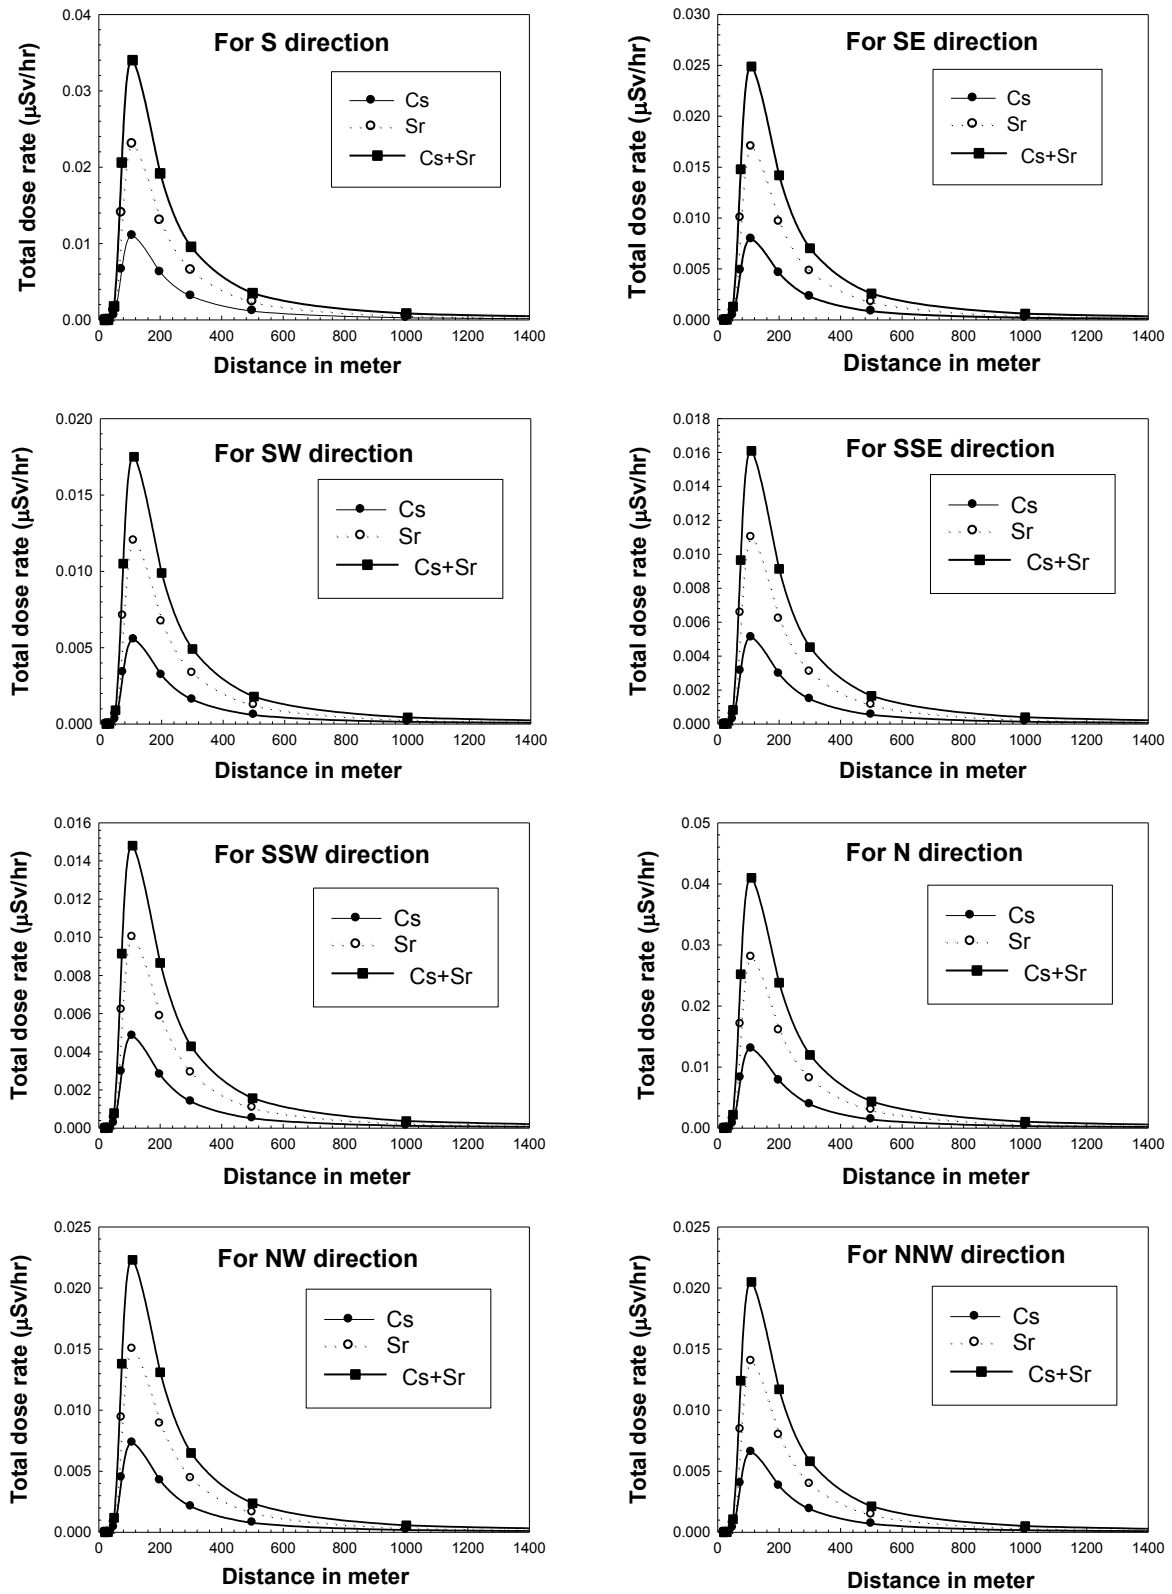 For S direction
Total dose rate (μSv/hr)
0.04
0.03
0.02
0.01
0.00
Cs
Sr
Cs+Sr
0 200 400 600 800 1000 1200 1400
Distance in meter
For SE direction
Total dose rate (μSv/hr)
0.030
0.025
0.020
0.015
0.010
0.005
0.000
Cs
Sr
Cs+Sr
0 200 400 600 800 1000 1200 1400
Distance in meter
For SW direction
Total dose rate (μSv/hr)
0.020
0.015
0.010
0.005
0.000
Cs
Sr
Cs+Sr
0 200 400 600 800 1000 1200 1400
Distance in meter
For SSE direction
Total dose rate (μSv/hr)
0.018
0.016
0.014
0.012
0.010
0.008
0.006
0.004
0.002
0.000
Cs
Sr
Cs+Sr
0 200 400 600 800 1000 1200 1400
Distance in meter
For SSW direction
Total dose rate (μSv/hr)
0.016
0.014
0.012
0.010
0.008
0.006
0.004
0.002
0.000
Cs
Sr
Cs+Sr
0 200 400 600 800 1000 1200 1400
Distance in meter
For N direction
Total dose rate (μSv/hr)
0.05
0.04
0.03
0.02
0.01
0.00
Cs
Sr
Cs+Sr
0 200 400 600 800 1000 1200 1400
Distance in meter
For NW direction
Total dose rate (μSv/hr)
0.025
0.020
0.015
0.010
0.005
0.000
Cs
Sr
Cs+Sr
0 200 400 600 800 1000 1200 1400
Distance in meter
For NNW direction
Total dose rate (μSv/hr)
0.025
0.020
0.015
0.010
0.005
0.000
Cs
Sr
Cs+Sr
0 200 400 600 800 1000 1200 1400
Distance in meter